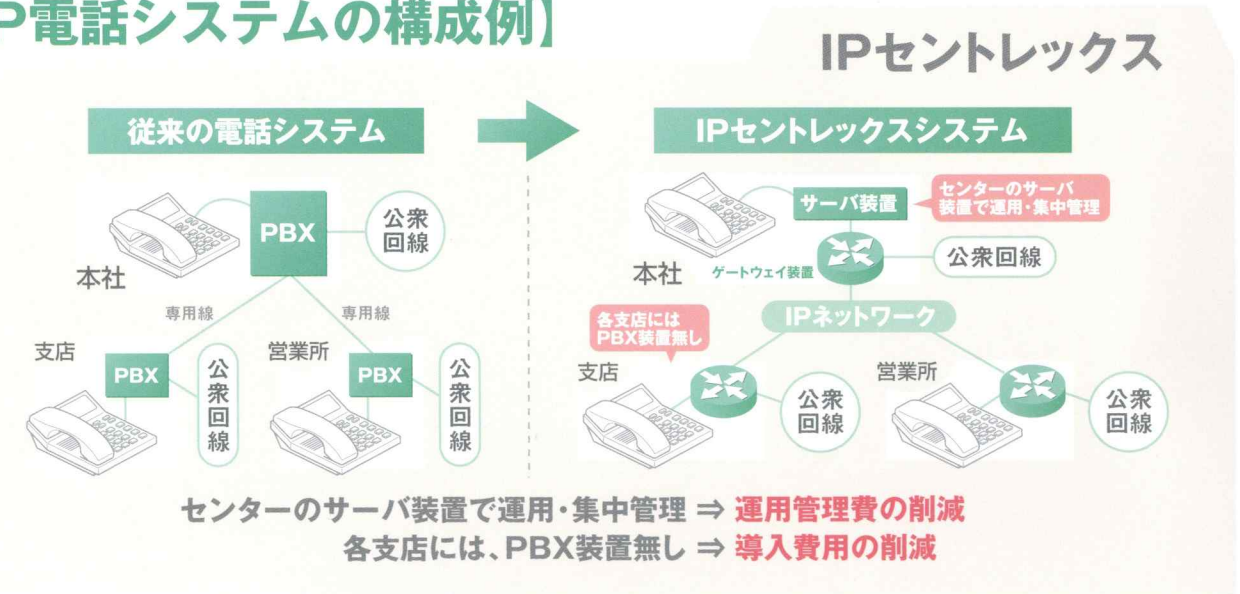 P電話システムの構成例】
IPセントレックス
従来の電話システム
PBX
公衆
回線
本社
専用線
専用線
支店
PBX
公
衆
回
線
営業所
PBX
公
衆
回
線
IPセントレックスシステム
サーバ装置
センターのサーバ
装置で運用・集中管理
本社
ゲートウェイ装置
公衆回線
IPネットワーク
各支店には
PBX装置無し
支店
公衆
回線
営業所
公衆
回線
センターのサーバ装置で運用・集中管理 ⇒ 運用管理費の削減
各支店には、PBX装置無し ⇒ 導入費用の削減